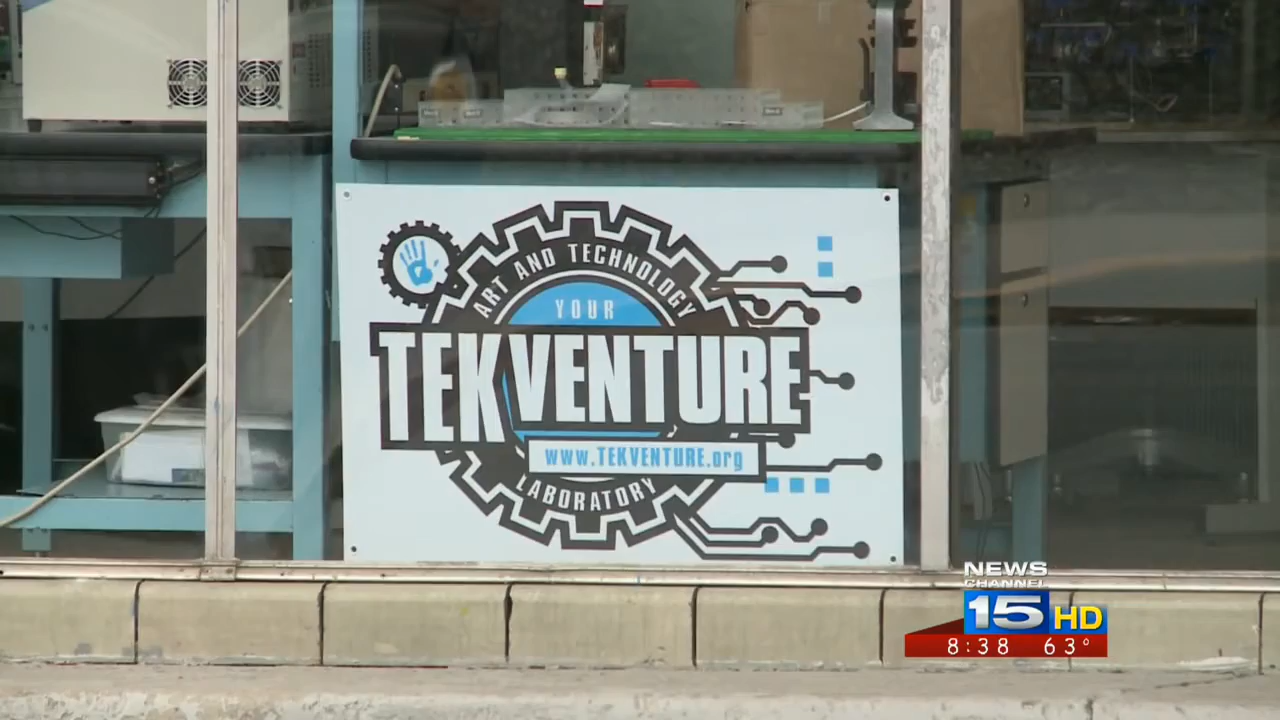 ART AND TECHNOLOGY
YOUR
TEKVENTURE
www.TEKVENTURE.org
LABORATORY
NEWS
CHANNEL
15 HD
8:38 63°